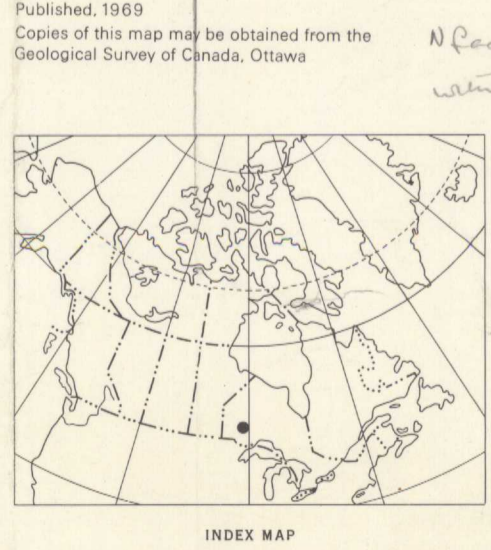 Published, 1969
Copies of this map may be obtained from the
Geological Survey of Canada, Ottawa
N
INDEX MAP